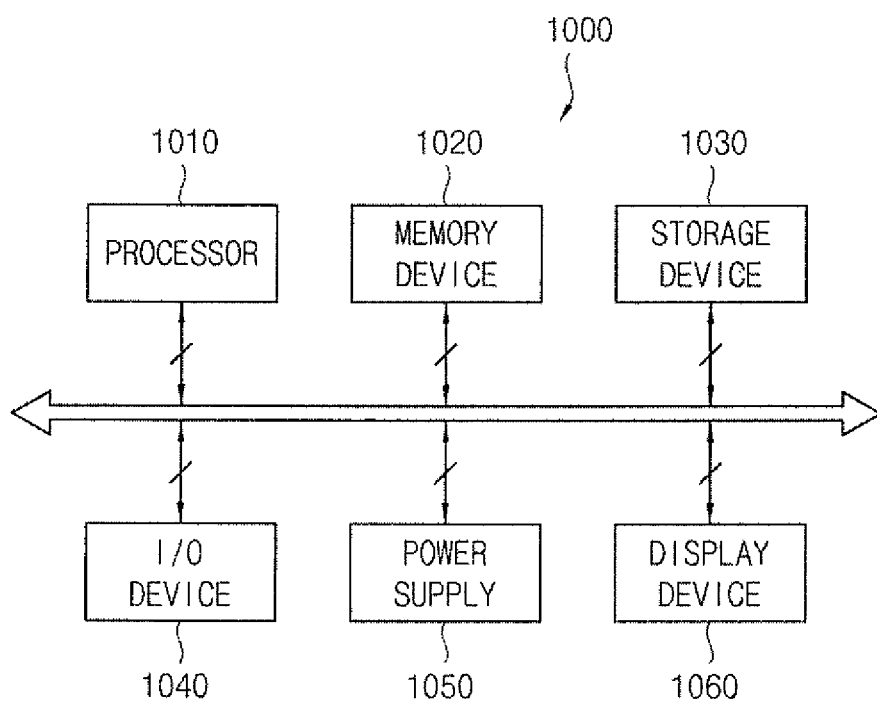 1000
1010
1020
1030
PROCESSOR
MEMORY
DEVICE
STORAGE
DEVICE
I/O
DEVICE
POWER
SUPPLY
DISPLAY
DEVICE
1040
1050
1060